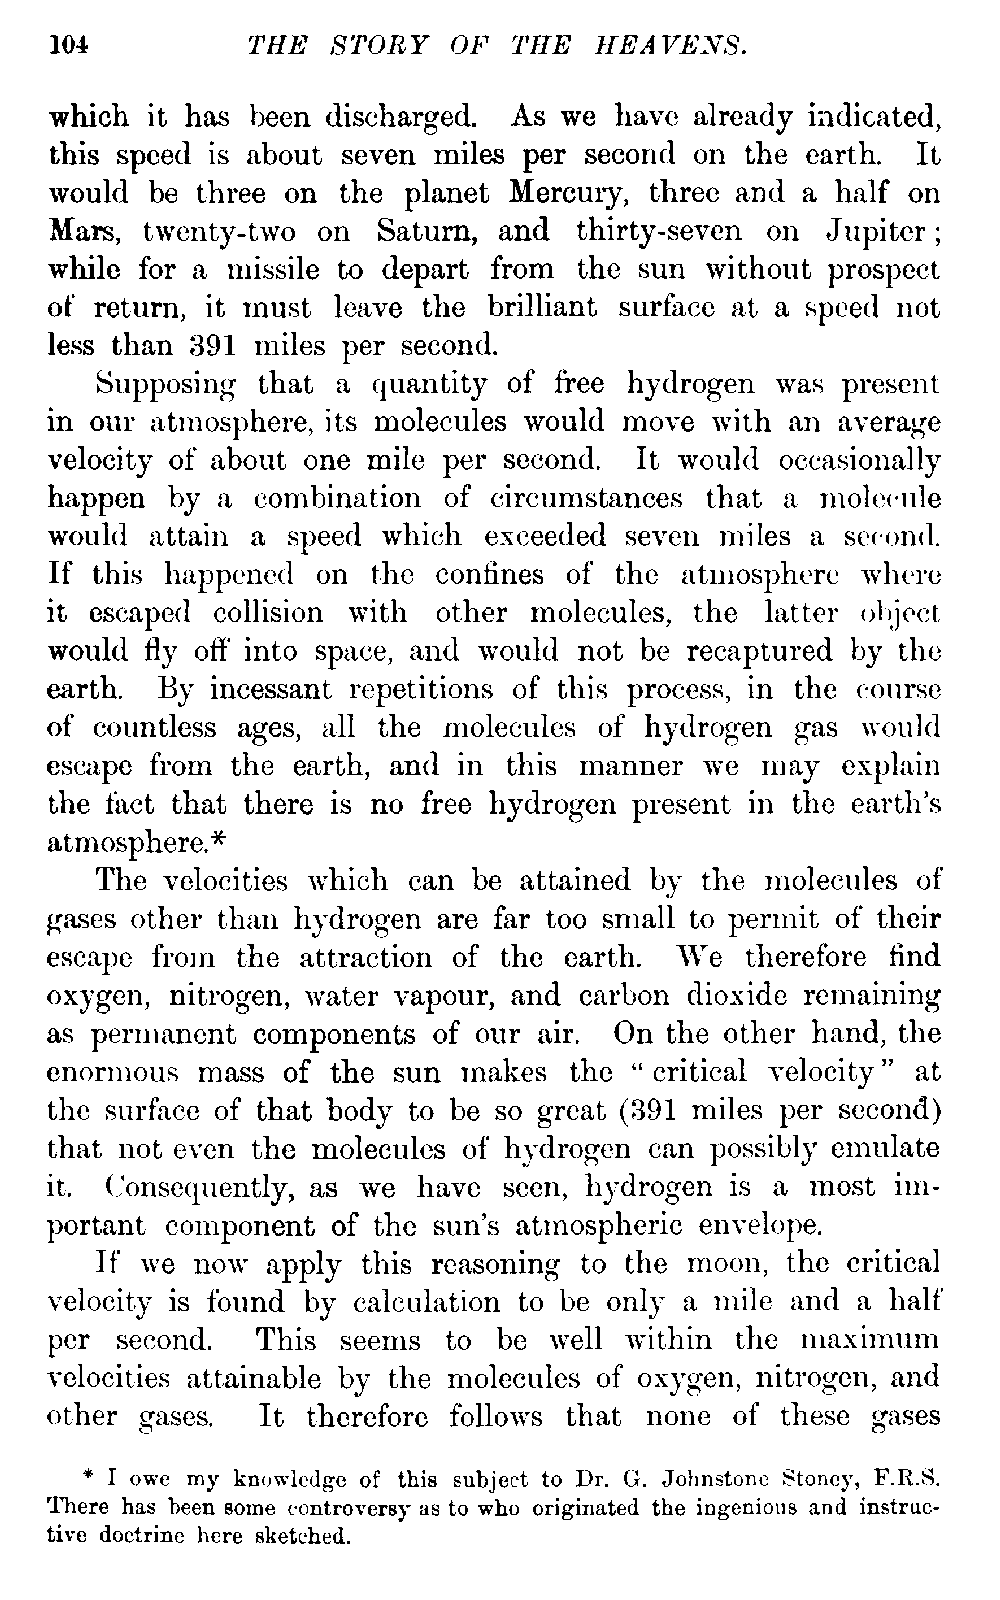 104 THE STORY OF THE HEAVENS.
which it has been discharged. As we have already indicated,
this speed is about seven miles per second on the earth. It
would be three on the planet Mercury, three and a half on
Mars, twenty-two on Saturn, and thirty-seven on Jupiter;
while for a missile to depart from the sun without prospect
of return, it must leave the brilliant surface at a speed not
less than 391 miles per second.
Supposing that a quantity of free hydrogen was present
in our atmosphere, its molecules would move with an average
velocity of about one mile per second. It would occasionally
happen by a combination of circumstances that a molecule
would attain a speed which exceeded seven miles a second.
If this happened on the confines of the atmosphere where
it escaped collision with other molecules, the latter object
would fly off into space, and would not be recaptured by the
earth. By incessant repetitions of this process, in the course
of countless ages, all the molecules of hydrogen gas would
escape from the earth, and in this manner we may explain
the fact that there is no free hydrogen present in the earth's
atmosphere.*
The velocities which can be attained by the molecules of
gases other than hydrogen are far too small to permit of their
escape from the attraction of the earth. We therefore find
oxygen, nitrogen, water vapour, and carbon dioxide remaining
as permanent components of our air. On the other hand, the
enormous mass of the sun makes the "critical velocity" at
the surface of that body to be so great (391 miles per second)
that not even the molecules of hydrogen can possibly emulate
it. Consequently, as we have seen, hydrogen is a most im-
portant component of the sun's atmospheric envelope.
If we now apply this reasoning to the moon, the critical
velocity is found by calculation to be only a mile and a half
per second. This seems to be well within the maximum
velocities attainable by the molecules of oxygen, nitrogen, and
other gases. It therefore follows that none of these gases
* I owe my knowledge of this subject to Dr. G. Johnstone Stoney, F.R.S.
There has been some controversy as to who originated the ingenious and instruc-
tive doctrine here sketched.